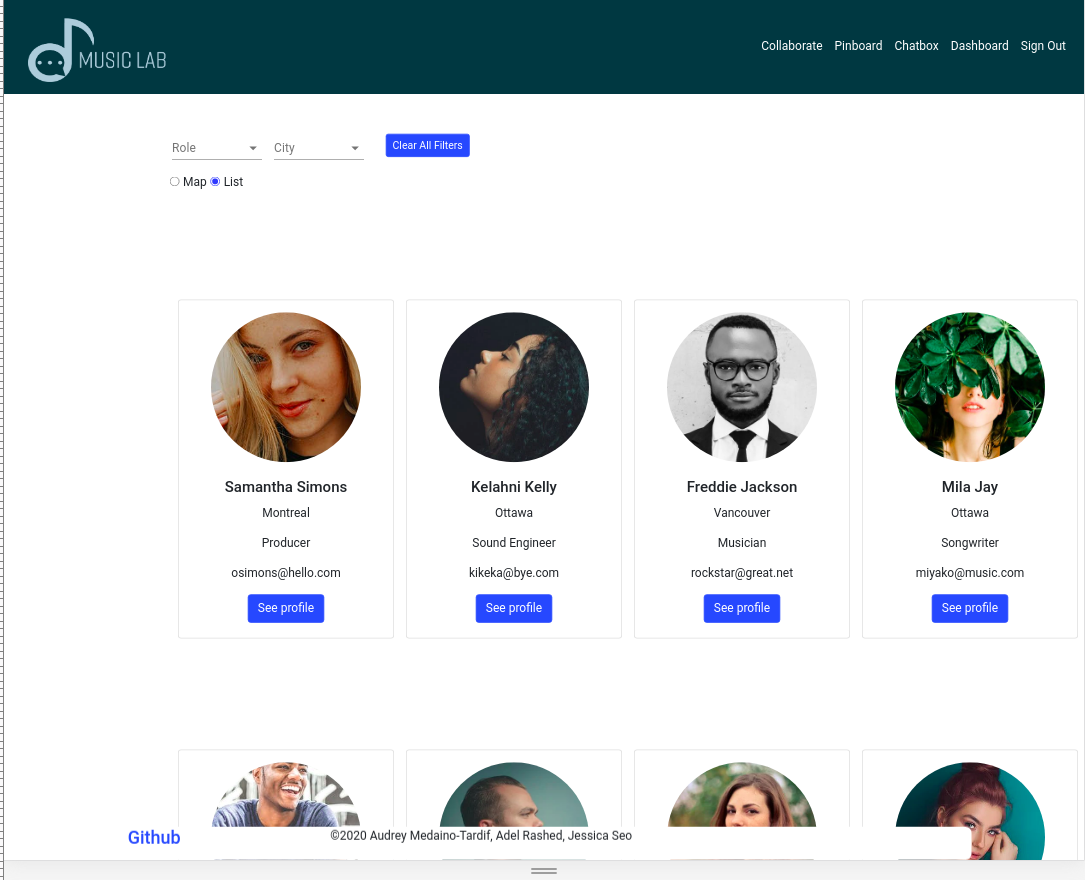 MUSIC LAB
Collaborate Pinboard Chatbox Dashboard Sign Out
Role City Clear All Filters
Map List
Samantha Simons
Montreal
Producer
osimons@hello.com
See profile
Kelahni Kelly
Ottawa
Sound Engineer
kikeka@bye.com
See profile
Freddie Jackson
Vancouver
Musician
rockstar@great.net
See profile
Mila Jay
Ottawa
Songwriter
miyako@music.com
See profile
Github
©2020 Audrey Medaino-Tardif, Adel Rashed, Jessica Seo